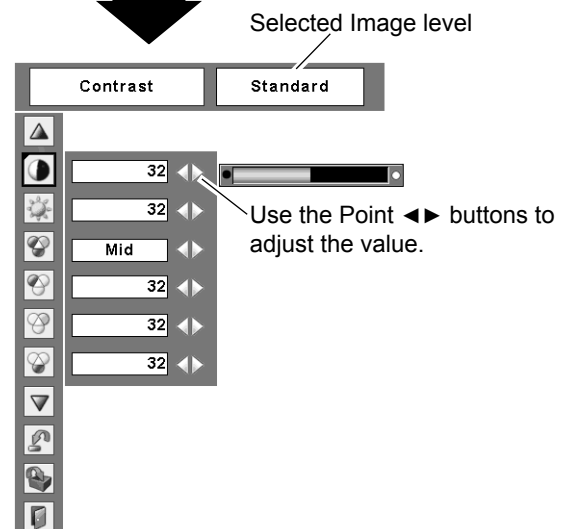 Selected Image level
Contrast
Standard
32
32
Use the Point ◄► buttons to
adjust the value.
Mid
32
32
32